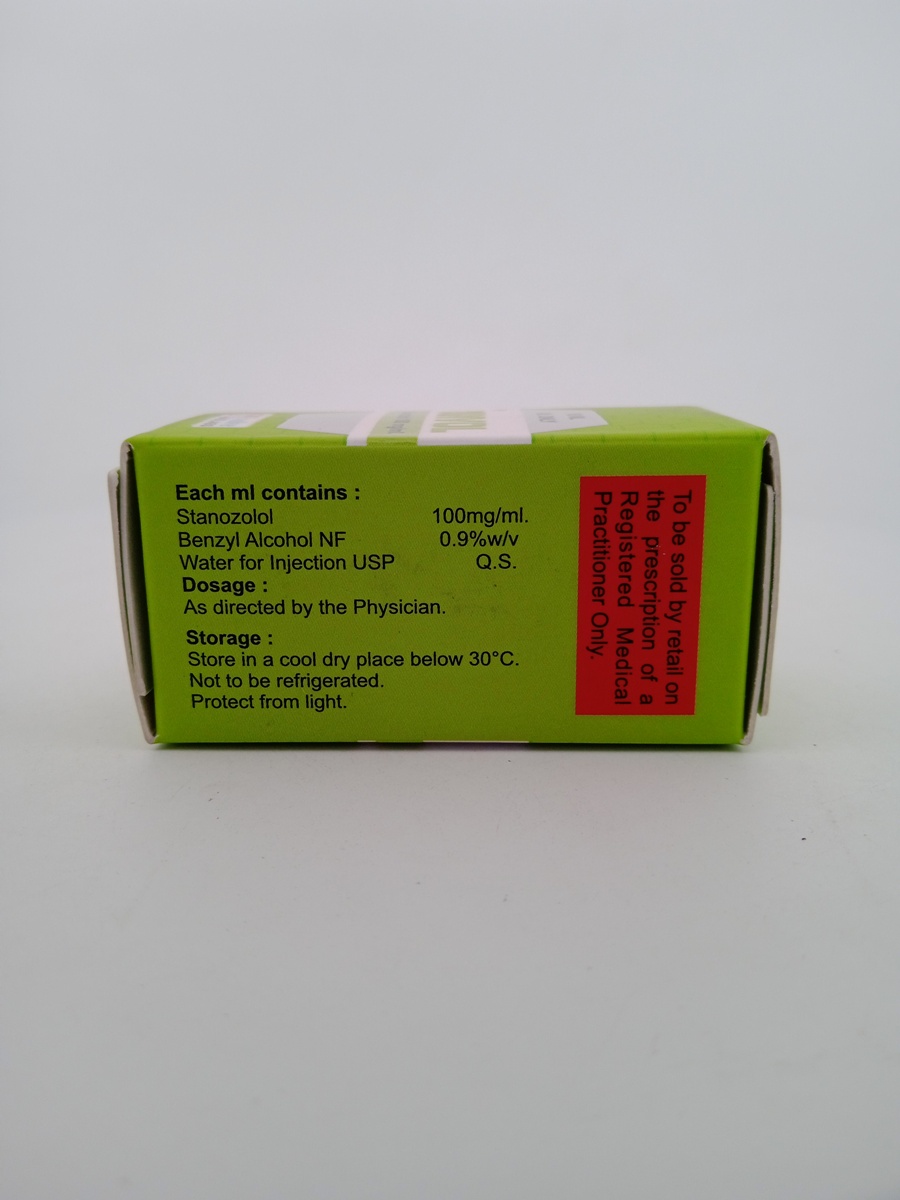 Each ml contains :
Stanozolol 100mg/ml.
Benzyl Alcohol NF 0.9%w/v
Water for Injection USP Q.S.
Dosage :
As directed by the Physician.
Storage :
Store in a cool dry place below 30°C.
Not to be refrigerated.
Protect from light.
To be sold by retail on
the prescription of a
Registered Medical
Practitioner Only.